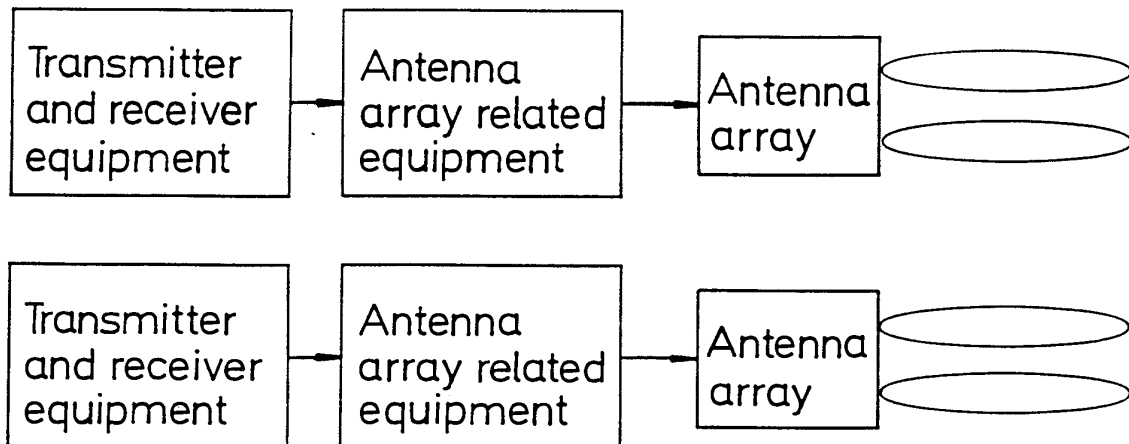 Transmitter
and receiver
equipment
Antenna
array related
equipment
Antenna
array
Transmitter
and receiver
equipment
Antenna
array related
equipment
Antenna
array